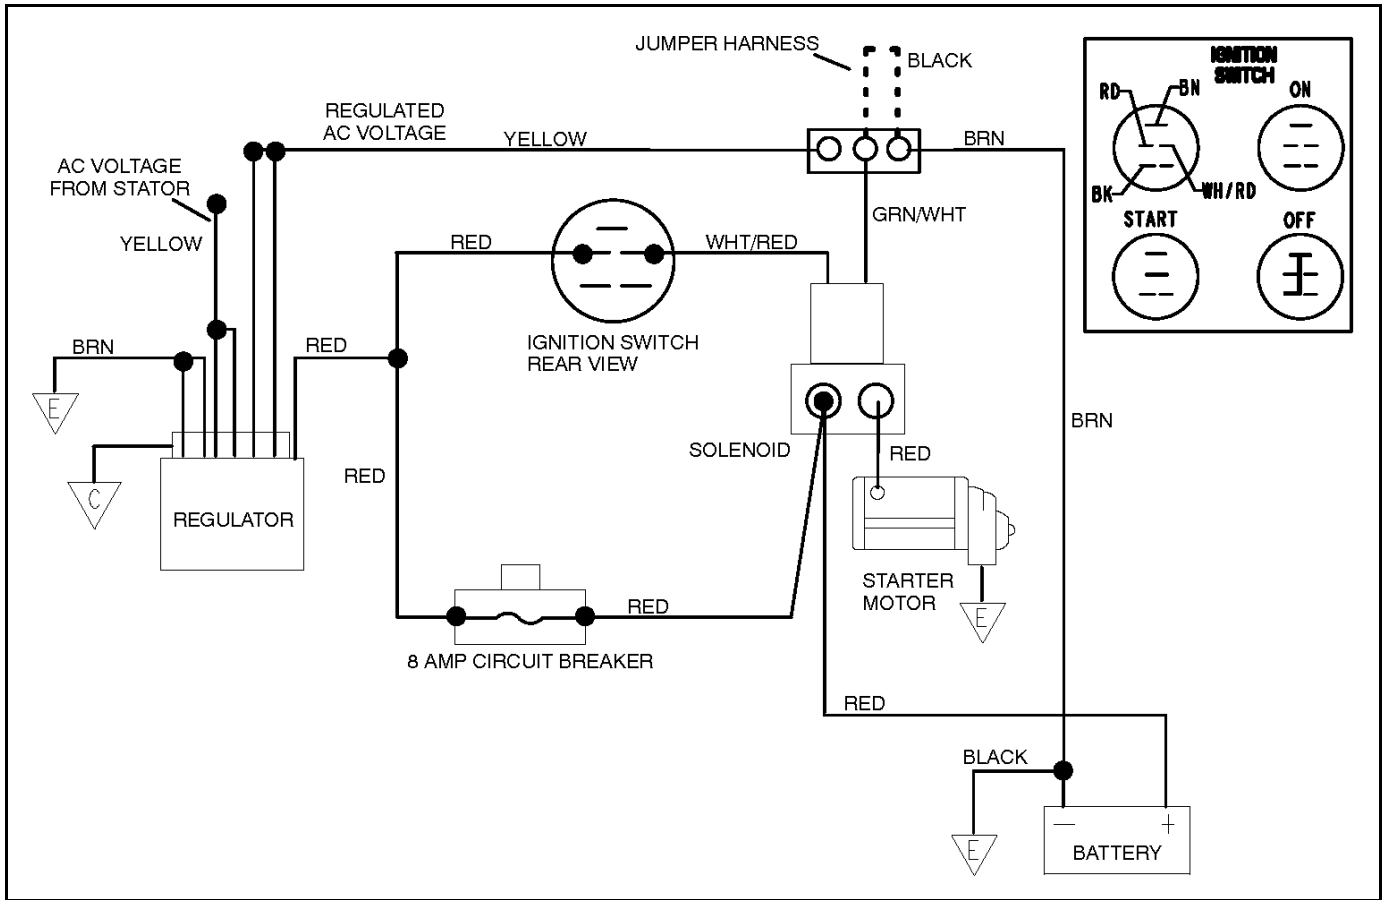 JUMPER HARNESS
BLACK
REGULATED
AC VOLTAGE
YELLOW
BRN
AC VOLTAGE
FROM STATOR
YELLOW
GRN/WHT
RED
WHT/RED
IGNITION SWITCH
REAR VIEW
BRN
RED
E
C
REGULATOR
RED
SOLENOID
RED
BRN
STARTER
MOTOR
E
RED
8 AMP CIRCUIT BREAKER
RED
BLACK
E
— +
BATTERY
IGNITION
SWITCH
RD
BN
ON
BK
WH/RD
START
OFF